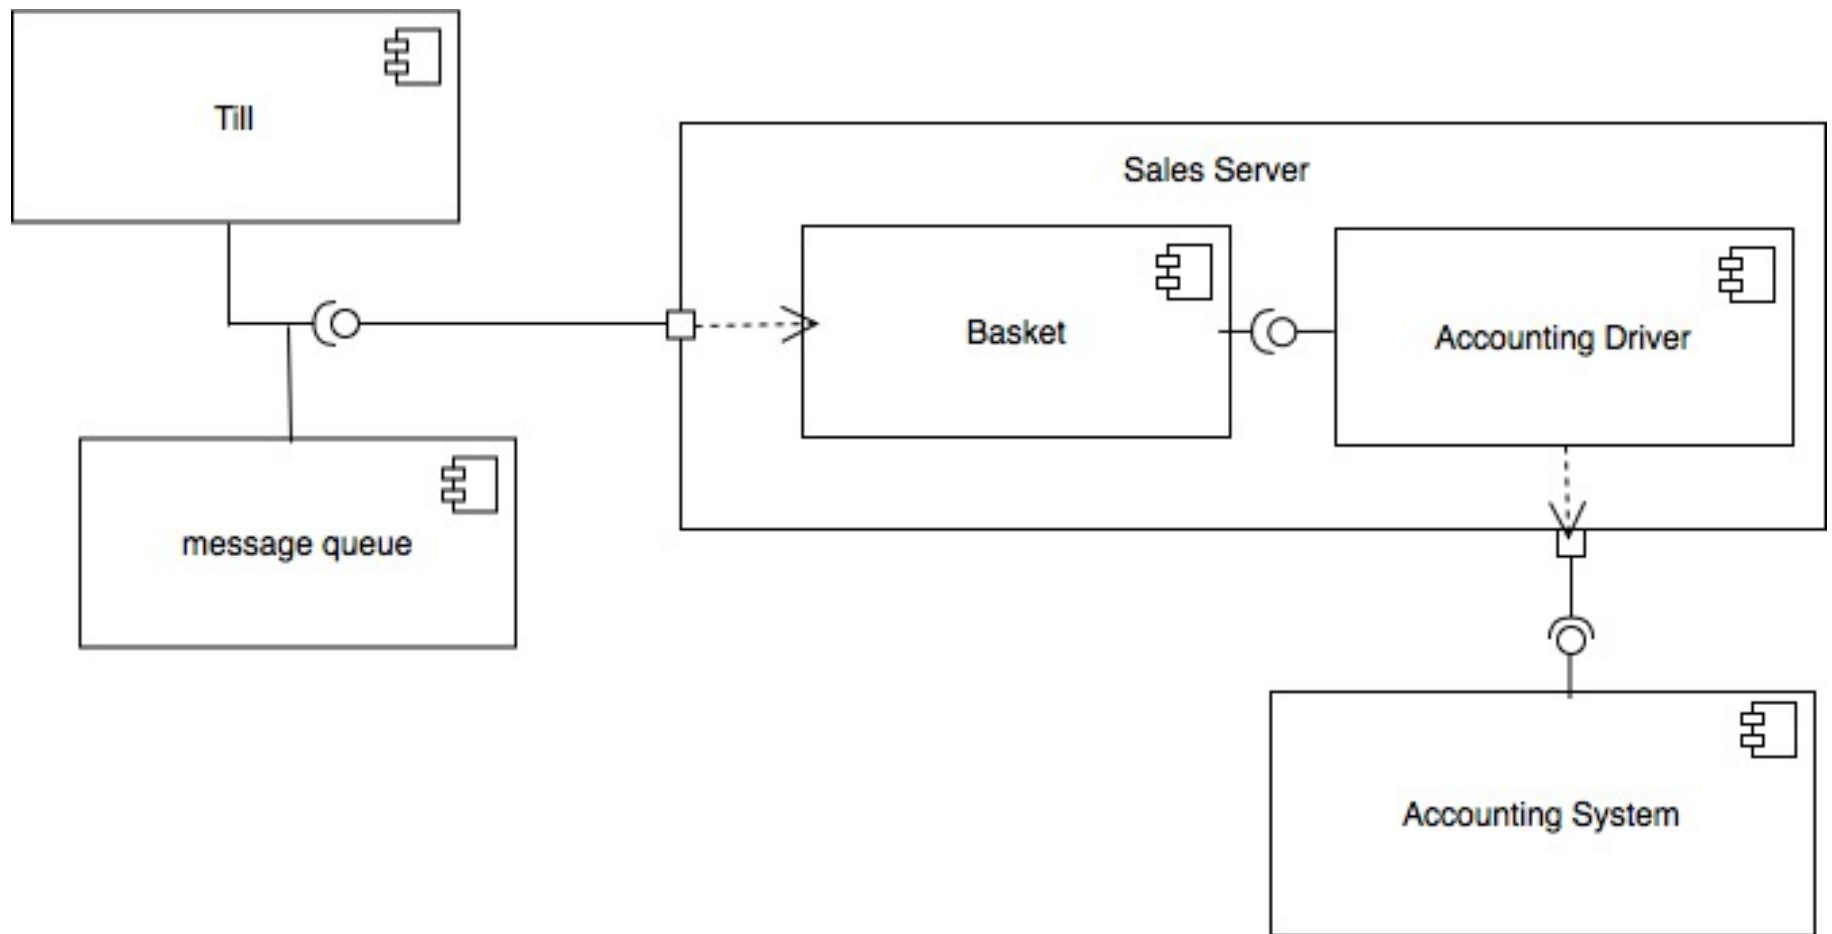 Till
Sales Server
Basket
Accounting Driver
message queue
Accounting System